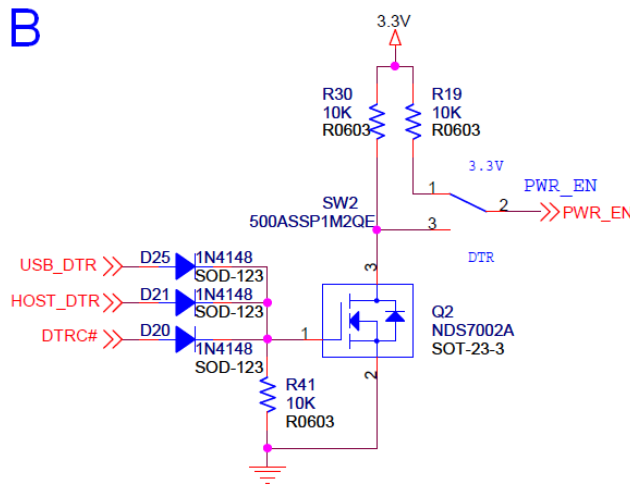 B
3.3V
R30
10K
R0603
R19
10K
R0603
3.3V
1
PWR_EN
2
PWR_EN
SW2
500ASSP1M2QE
3
DTR
USB_DTR
D25
1N4148
SOD-123
HOST_DTR
D21
1N4148
SOD-123
DTRC#
D20
1N4148
SOD-123
1
3
Q2
NDS7002A
SOT-23-3
2
R41
10K
R0603